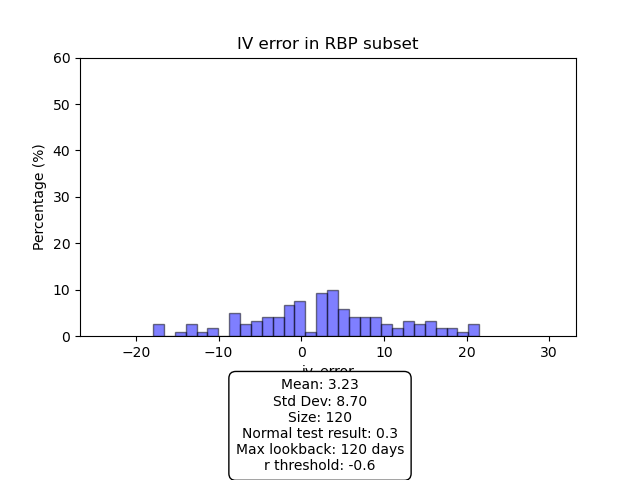 IV error in RBP subset
60
50
40
30
20
10
0
Percentage (%)
−20
−10
0
10
20
30
iv_error
Mean: 3.23
Std Dev: 8.70
Size: 120
Normal test result: 0.3
Max lookback: 120 days
r threshold: -0.6